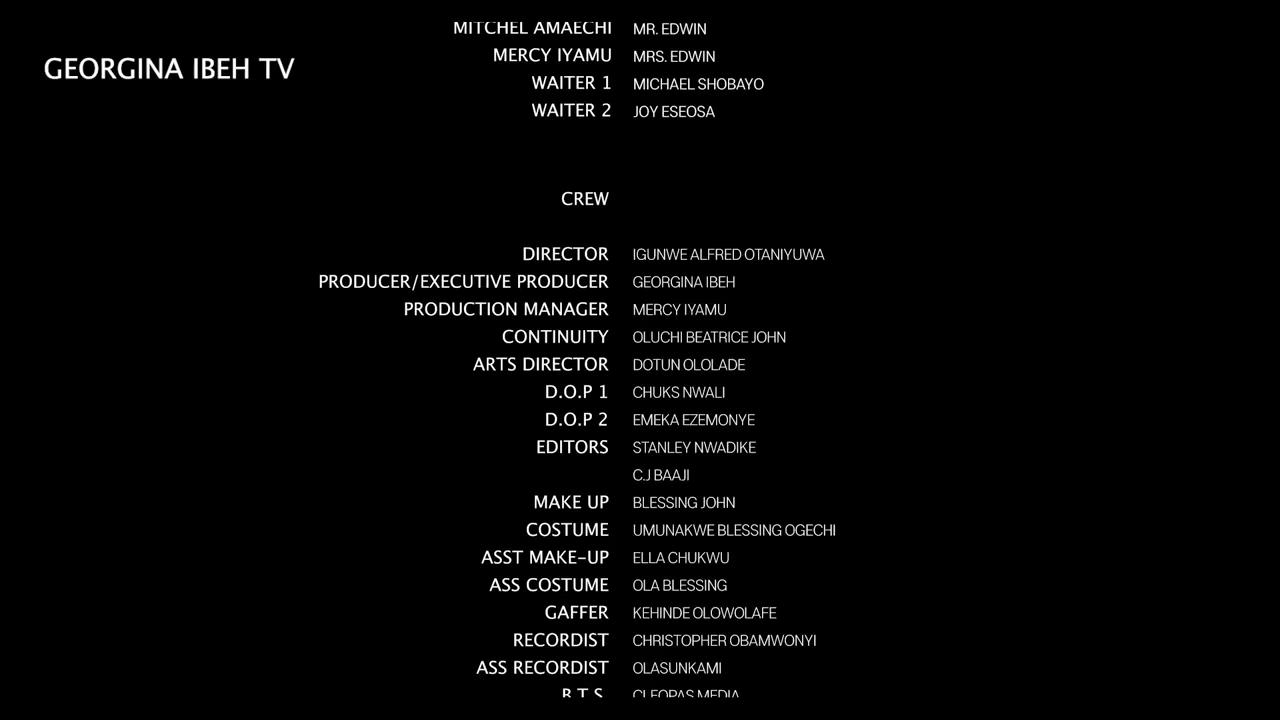 GEORGINA IBEH TV
MITCHEL AMAECHI MR. EDWIN
MERCY IYAMU MRS. EDWIN
WAITER 1 MICHAEL SHOBAYO
WAITER 2 JOY ESEOSA
CREW
DIRECTOR IGUNWE ALFRED OTANIYUWA
PRODUCER/EXECUTIVE PRODUCER GEORGINA IBEH
PRODUCTION MANAGER MERCY IYAMU
CONTINUITY OLUCHI BEATRICE JOHN
ARTS DIRECTOR DOTUN OLOLADE
D.O.P 1 CHUKS NWALI
D.O.P 2 EMEKA EZEMONYE
EDITORS STANLEY NWADIKE
C.J BAAJI
MAKE UP BLESSING JOHN
COSTUME UMUNAKWE BLESSING OGECHI
ASST MAKE-UP ELLA CHUKWU
ASS COSTUME OLA BLESSING
GAFFER KEHINDE OLOWOLAFE
RECORDIST CHRISTOPHER OBAMWONYI
ASS RECORDIST OLASUNKAMI
B.T.S CLEOPAS MEDIA